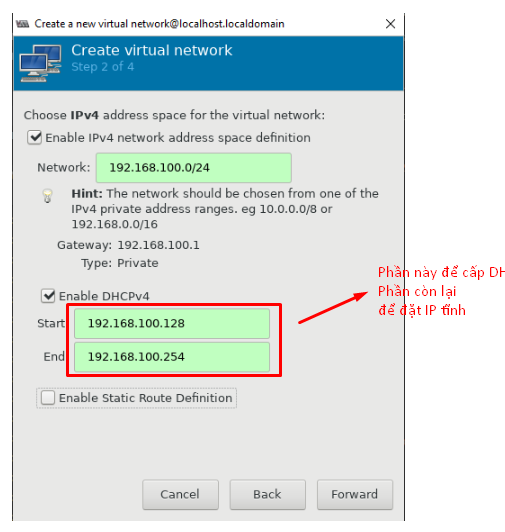 Create a new virtual network@localhost.localdomain
Create virtual network
Step 2 of 4
Choose IPv4 address space for the virtual network:
Enable IPv4 network address space definition
Network: 192.168.100.0/24
Hint: The network should be chosen from one of the
IPv4 private address ranges. eg 10.0.0.0/8 or
192.168.0.0/16
Gateway: 192.168.100.1
Type: Private
Enable DHCPv4
Start 192.168.100.128
End 192.168.100.254
Phần này để cấp DH
Phần còn lại
để đặt IP tĩnh
Enable Static Route Definition
Cancel Back Forward